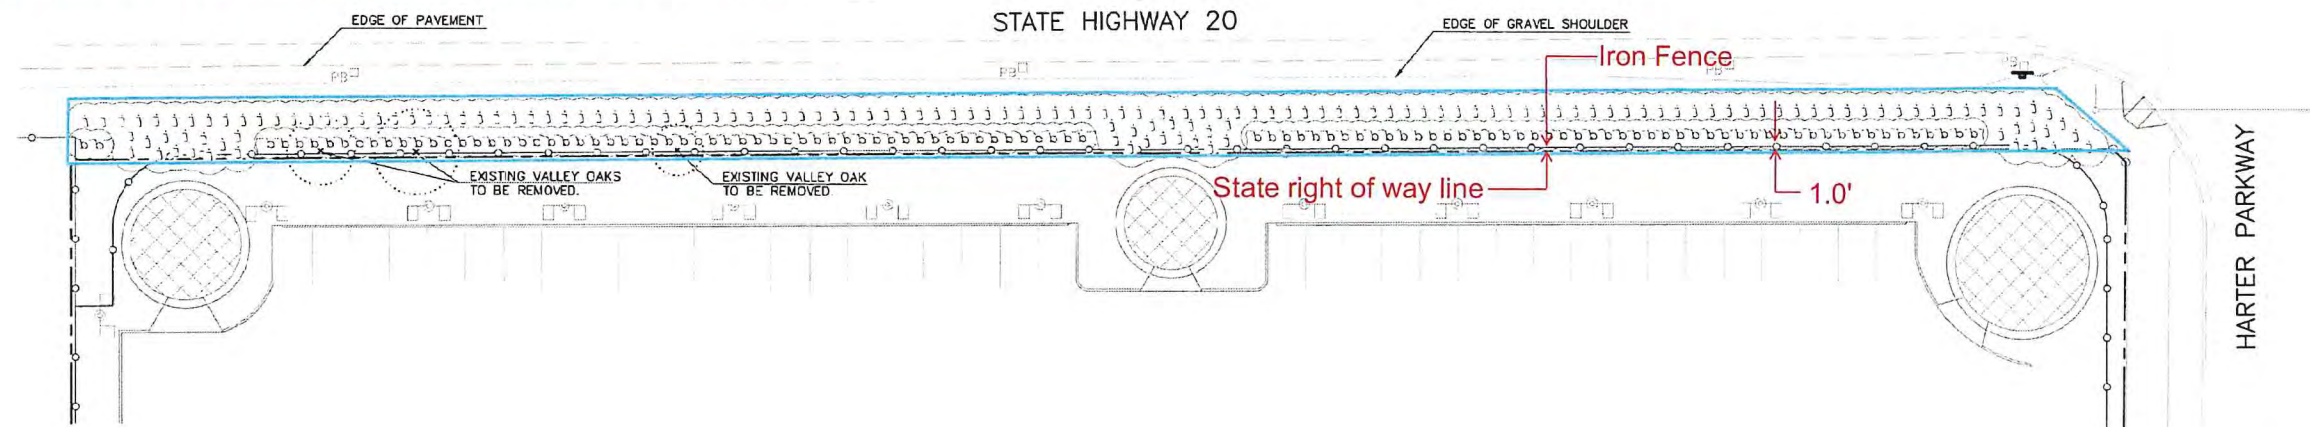 EDGE OF PAVEMENT
STATE HIGHWAY 20
EDGE OF GRAVEL SHOULDER
Iron Fence
PB
PB
PB
EXISTING VALLEY OAKS
TO BE REMOVED.
EXISTING VALLEY OAK
TO BE REMOVED
State right of way line
1.0'
HARTER PARKWAY